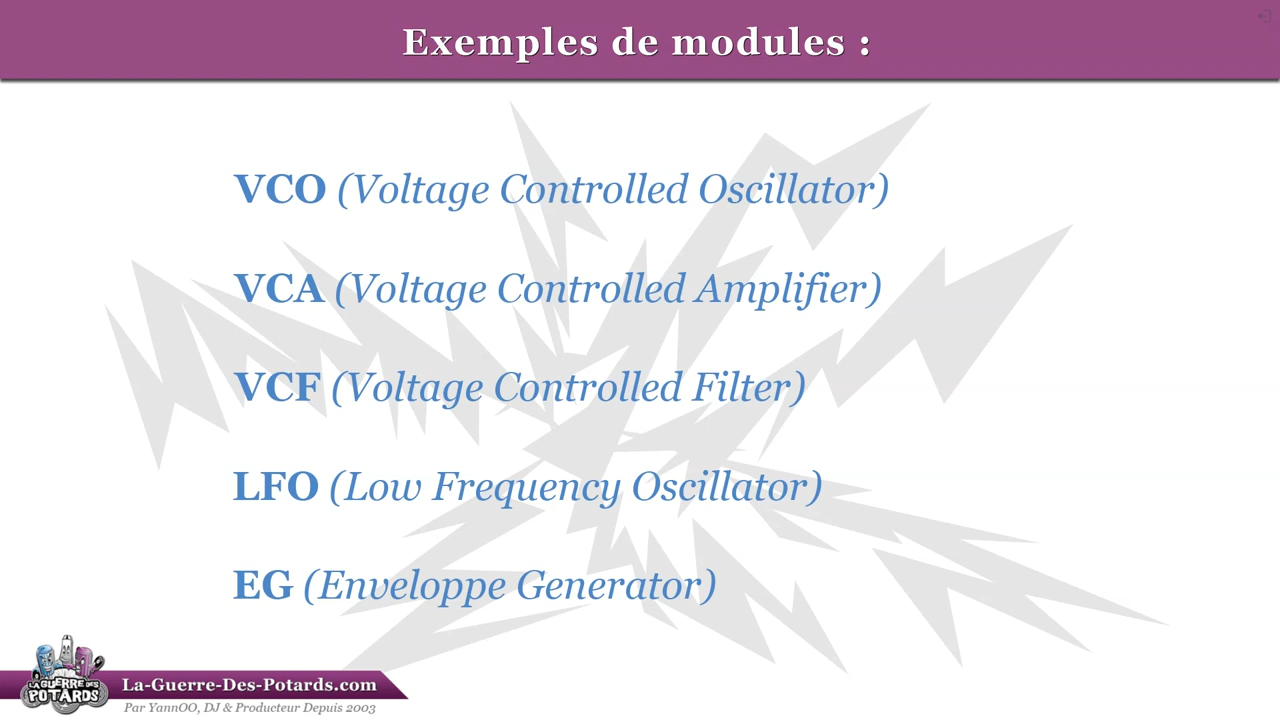 Exemples de modules :
VCO (Voltage Controlled Oscillator)
VCA (Voltage Controlled Amplifier)
VCF (Voltage Controlled Filter)
LFO (Low Frequency Oscillator)
EG (Enveloppe Generator)
LA GUERRE DES
POTARDS
La-Guerre-Des-Potards.com
Par YannOO, DJ & Producteur Depuis 2003